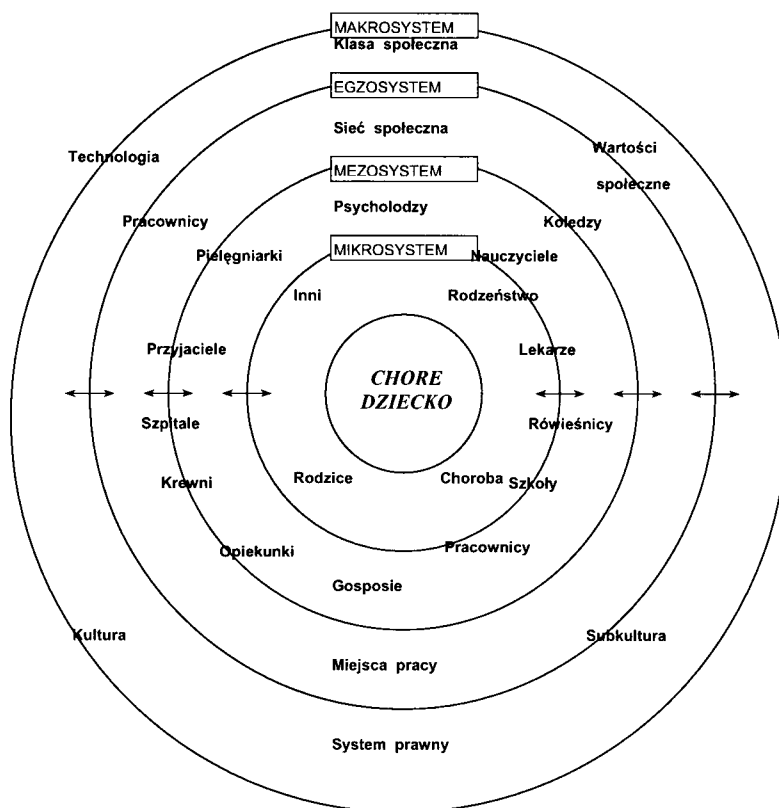 MAKROSYSTEM
Klasa społeczna
EGZOSYSTEM
Sieć społeczna
Technologia
Wartości
społeczne
MEZOSYSTEM
Psycholodzy
Pracownicy
Koledzy
Pielęgniarki
MIKROSYSTEM
Nauczyciele
Inni
Rodzeństwo
Przyjaciele
Lekarze
CHORE
DZIECKO
Szpitale
Rówieśnicy
Krewni
Rodzice
Choroba
Szkoły
Opiekunki
Pracownicy
Gosposie
Kultura
Subkultura
Miejsca pracy
System prawny